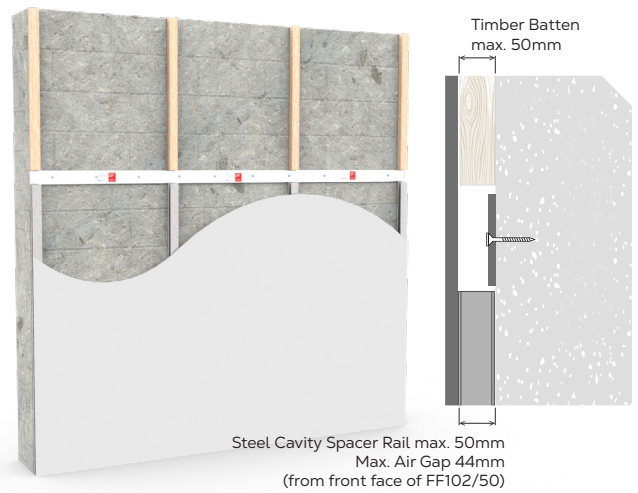 Timber Batten
max. 50mm
Steel Cavity Spacer Rail max. 50mm
Max. Air Gap 44mm
(from front face of FF102/50)